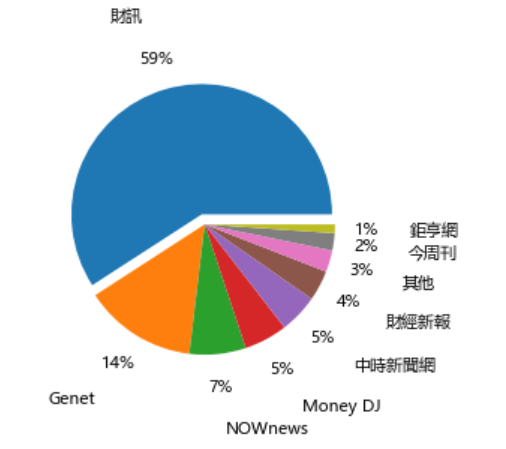 財訊
59%
1%
鉅亨網
2%
今周刊
3%
其他
4%
財經新報
5%
中時新聞網
5%
Money DJ
7%
NOWnews
14%
Genet